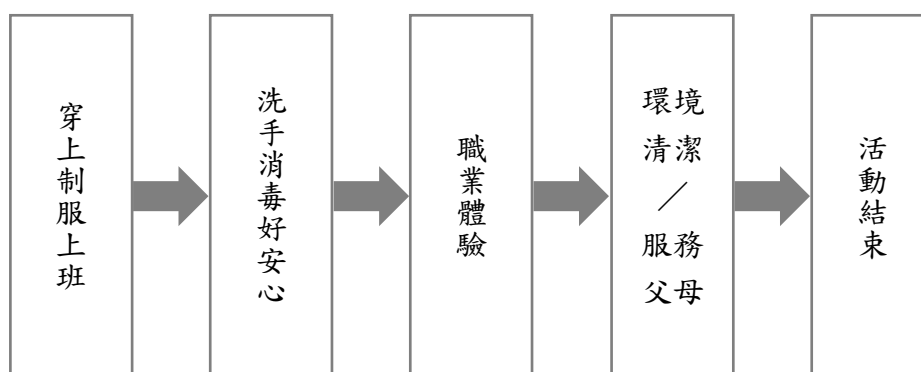 穿上制服上班
洗手消毒好安心
職業體驗
環境
清潔
／
服務
父母
活動結束